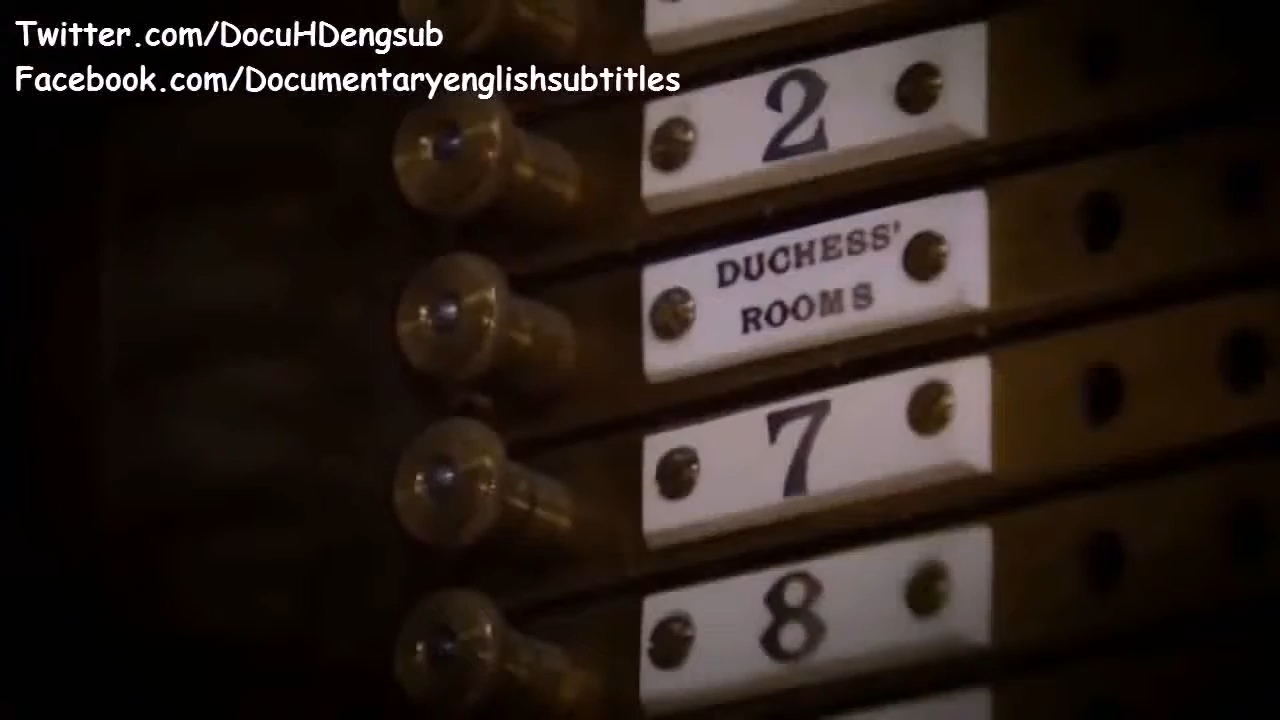 Twitter.com/DocuHDengsub
Facebook.com/Documentaryenglishsubtitles
2
DUCHESS'
ROOMS
7
8